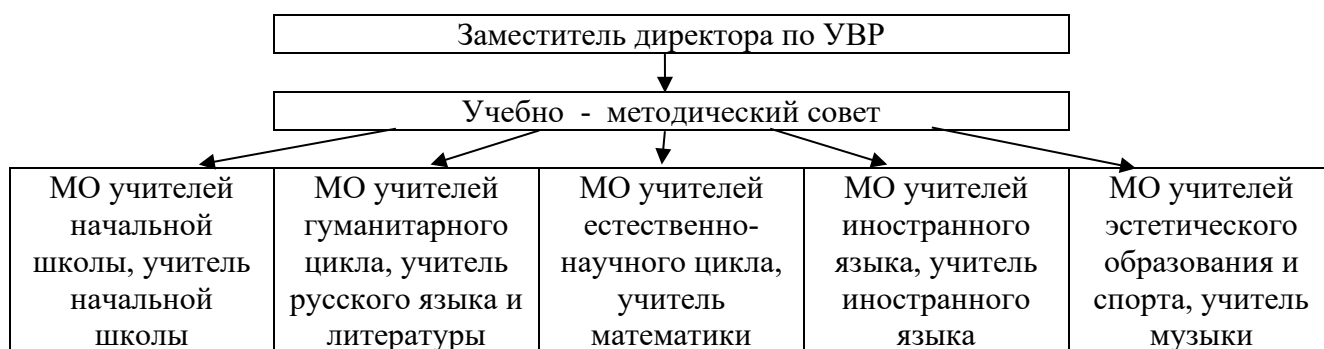 Заместитель директора по УВР
Учебно - методический совет
МО учителей
начальной
школы, учитель
начальной
школы
МО учителей
гуманитарного
цикла, учитель
русского языка и
литературы
МО учителей
естественно-
научного цикла,
учитель
математики
МО учителей
иностранного
языка, учитель
иностранного
языка
МО учителей
эстетического
образования и
спорта, учитель
музыки